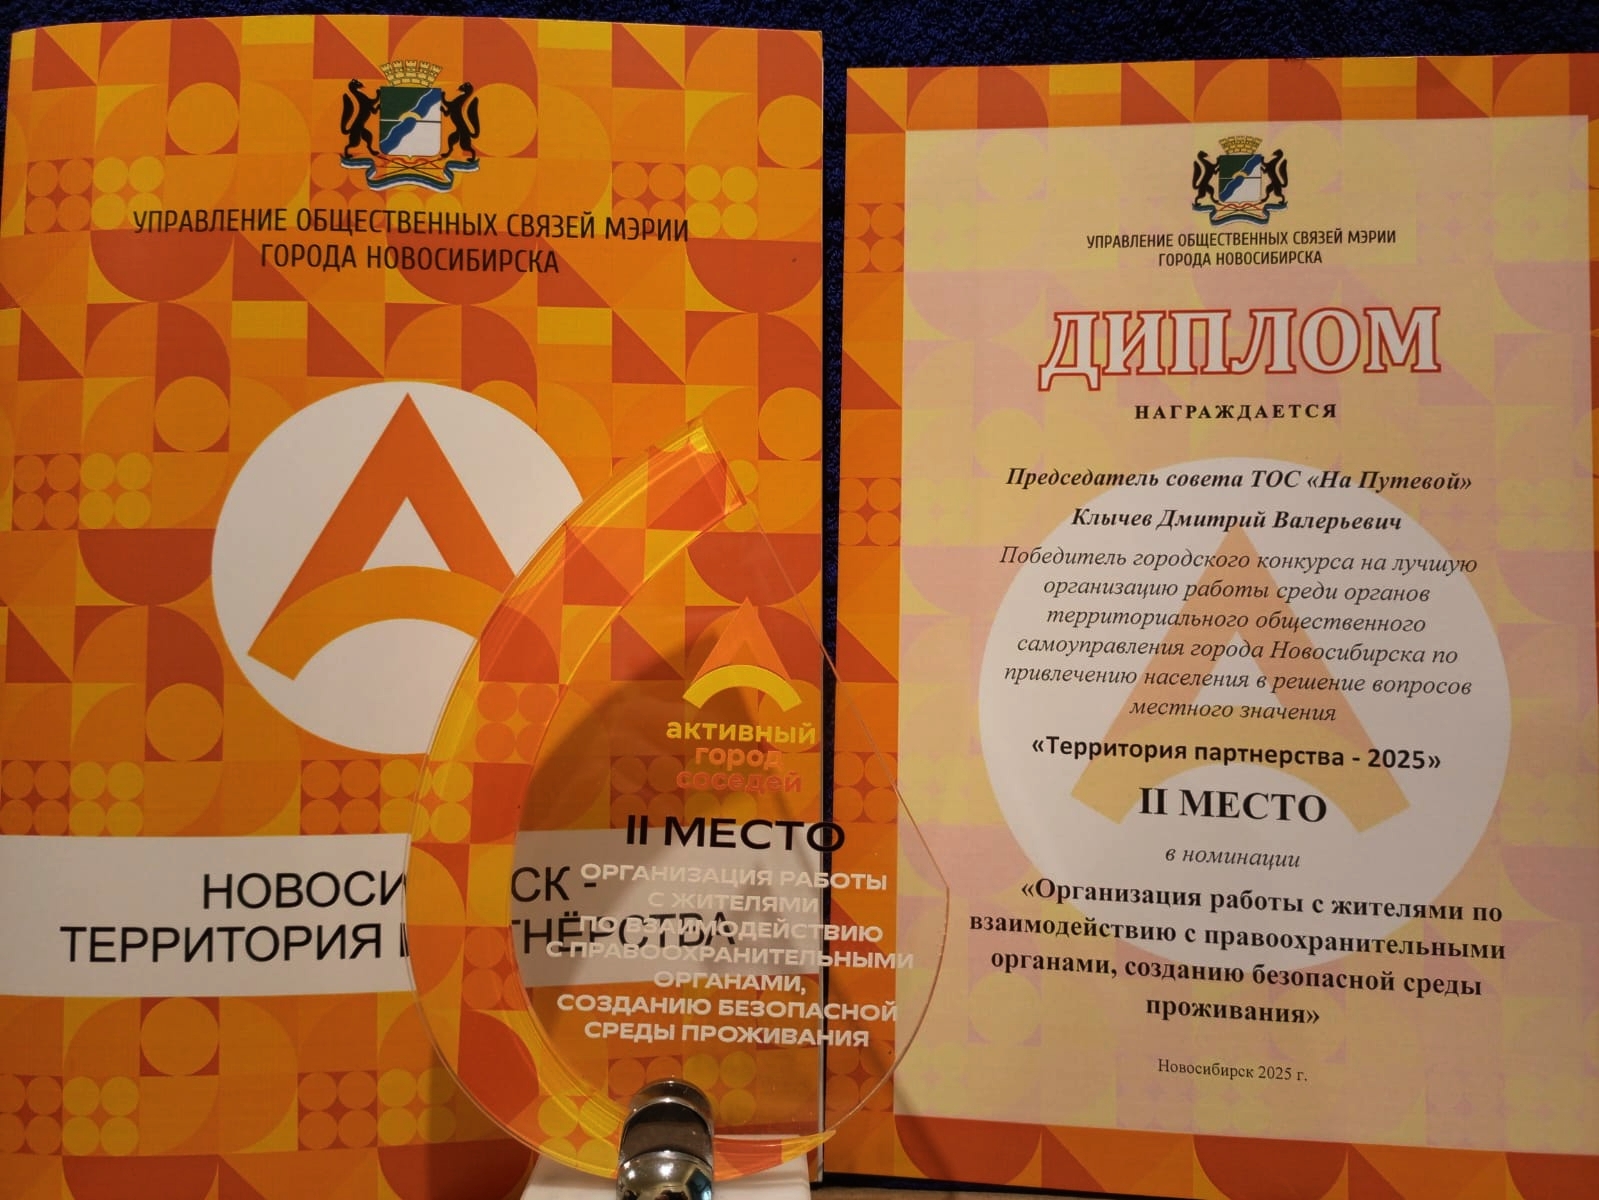 УПРАВЛЕНИЕ ОБЩЕСТВЕННЫХ СВЯЗЕЙ МЭРИИ
ГОРОДА НОВОСИБИРСКА
НОВОСИ СК -
ТЕРРИТОРИЯ ТНЁРСТВА
активный
город
соседей
II МЕСТО
ОРГАНИЗАЦИЯ РАБОТЫ
С ЖИТЕЛЯМИ
ПО ВЗАИМОДЕЙСТВИЮ
С ПРАВООХРАНИТЕЛЬНЫМИ
ОРГАНАМИ,
СОЗДАНИЮ БЕЗОПАСНОЙ
СРЕДЫ ПРОЖИВАНИЯ
УПРАВЛЕНИЕ ОБЩЕСТВЕННЫХ СВЯЗЕЙ МЭРИИ
ГОРОДА НОВОСИБИРСКА
ДИПЛОМ
НАГРАЖДАЕТСЯ
Председатель совета ТОС «На Путевой»
Клычев Дмитрий Валерьевич
Победитель городского конкурса на лучшую
организацию работы среди органов
территориального общественного
самоуправления города Новосибирска по
привлечению населения в решение вопросов
местного значения
«Территория партнерства - 2025»
II МЕСТО
в номинации
«Организация работы с жителями по
взаимодействию с правоохранительными
органами, созданию безопасной среды
проживания»
Новосибирск 2025 г.